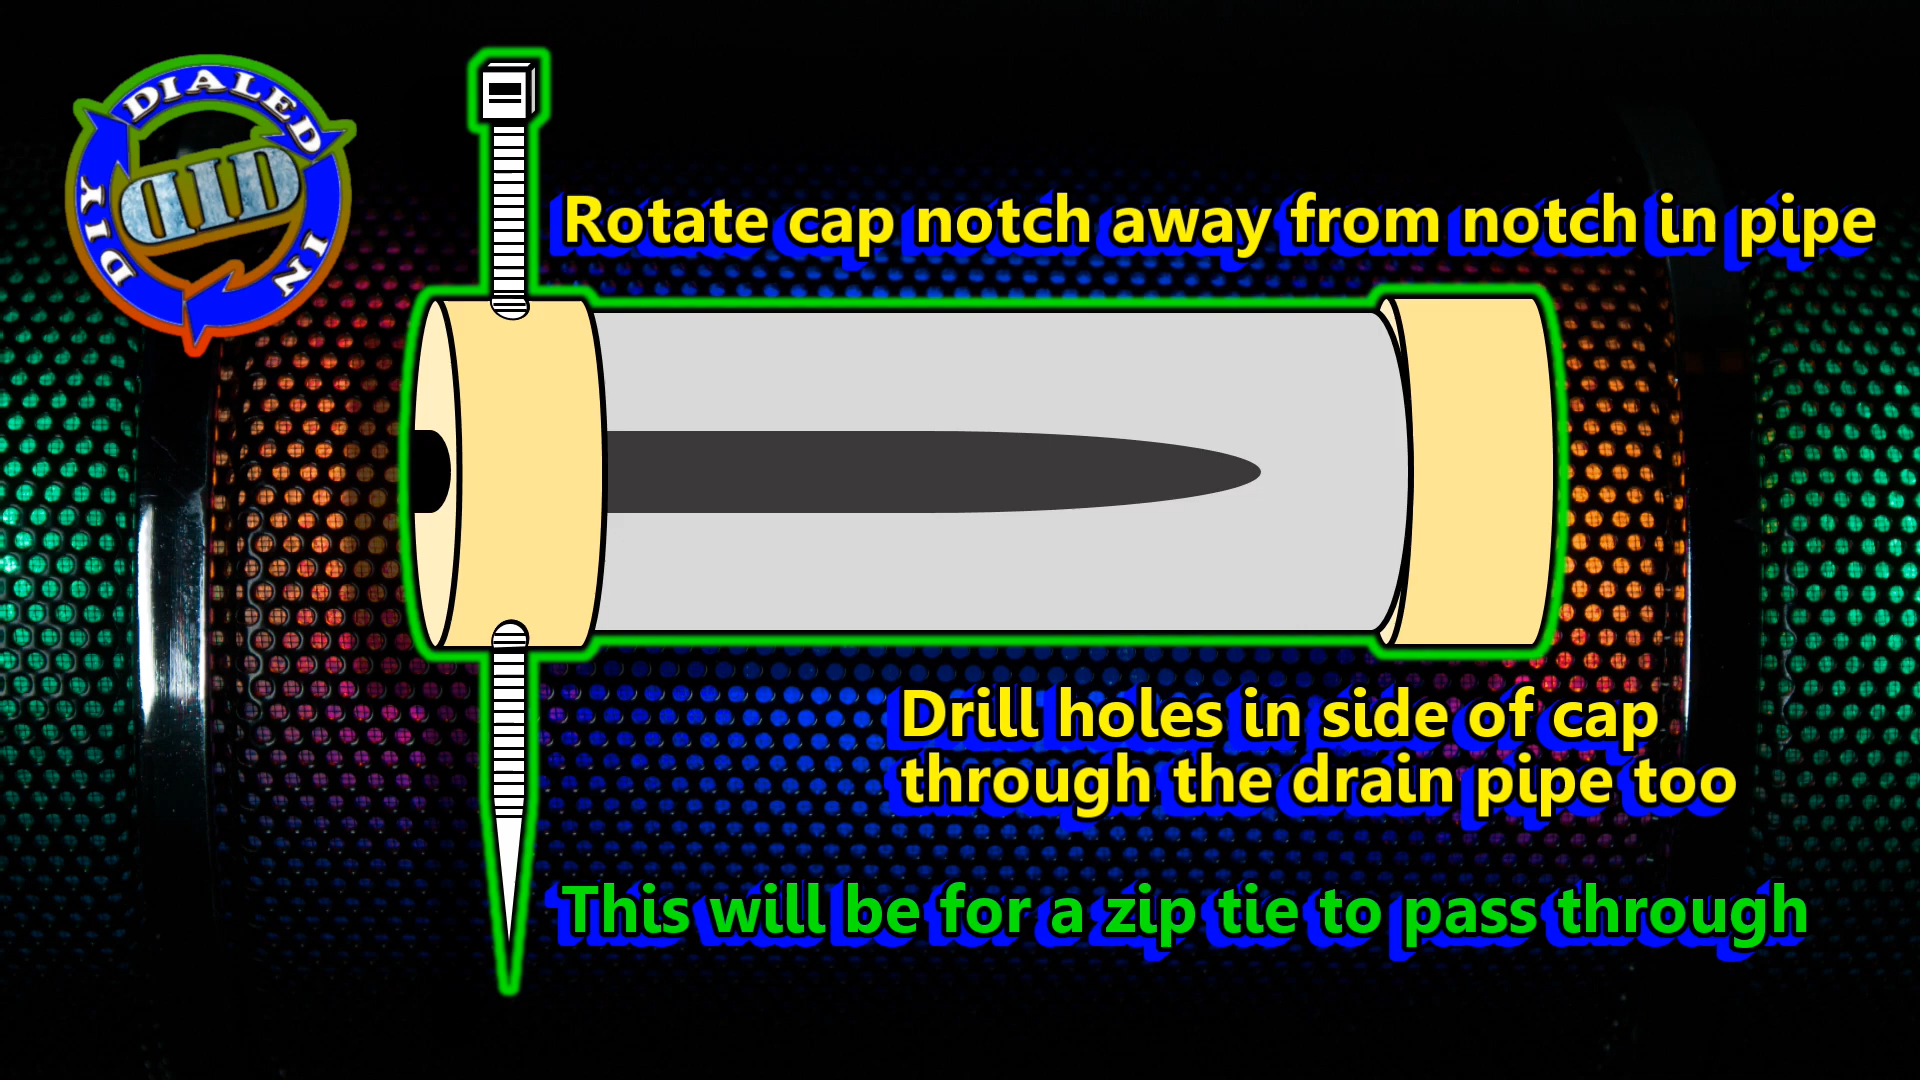 DIY DIALED IN
DID
Rotate cap notch away from notch in pipe
Drill holes in side of cap
through the drain pipe too
This will be for a zip tie to pass through